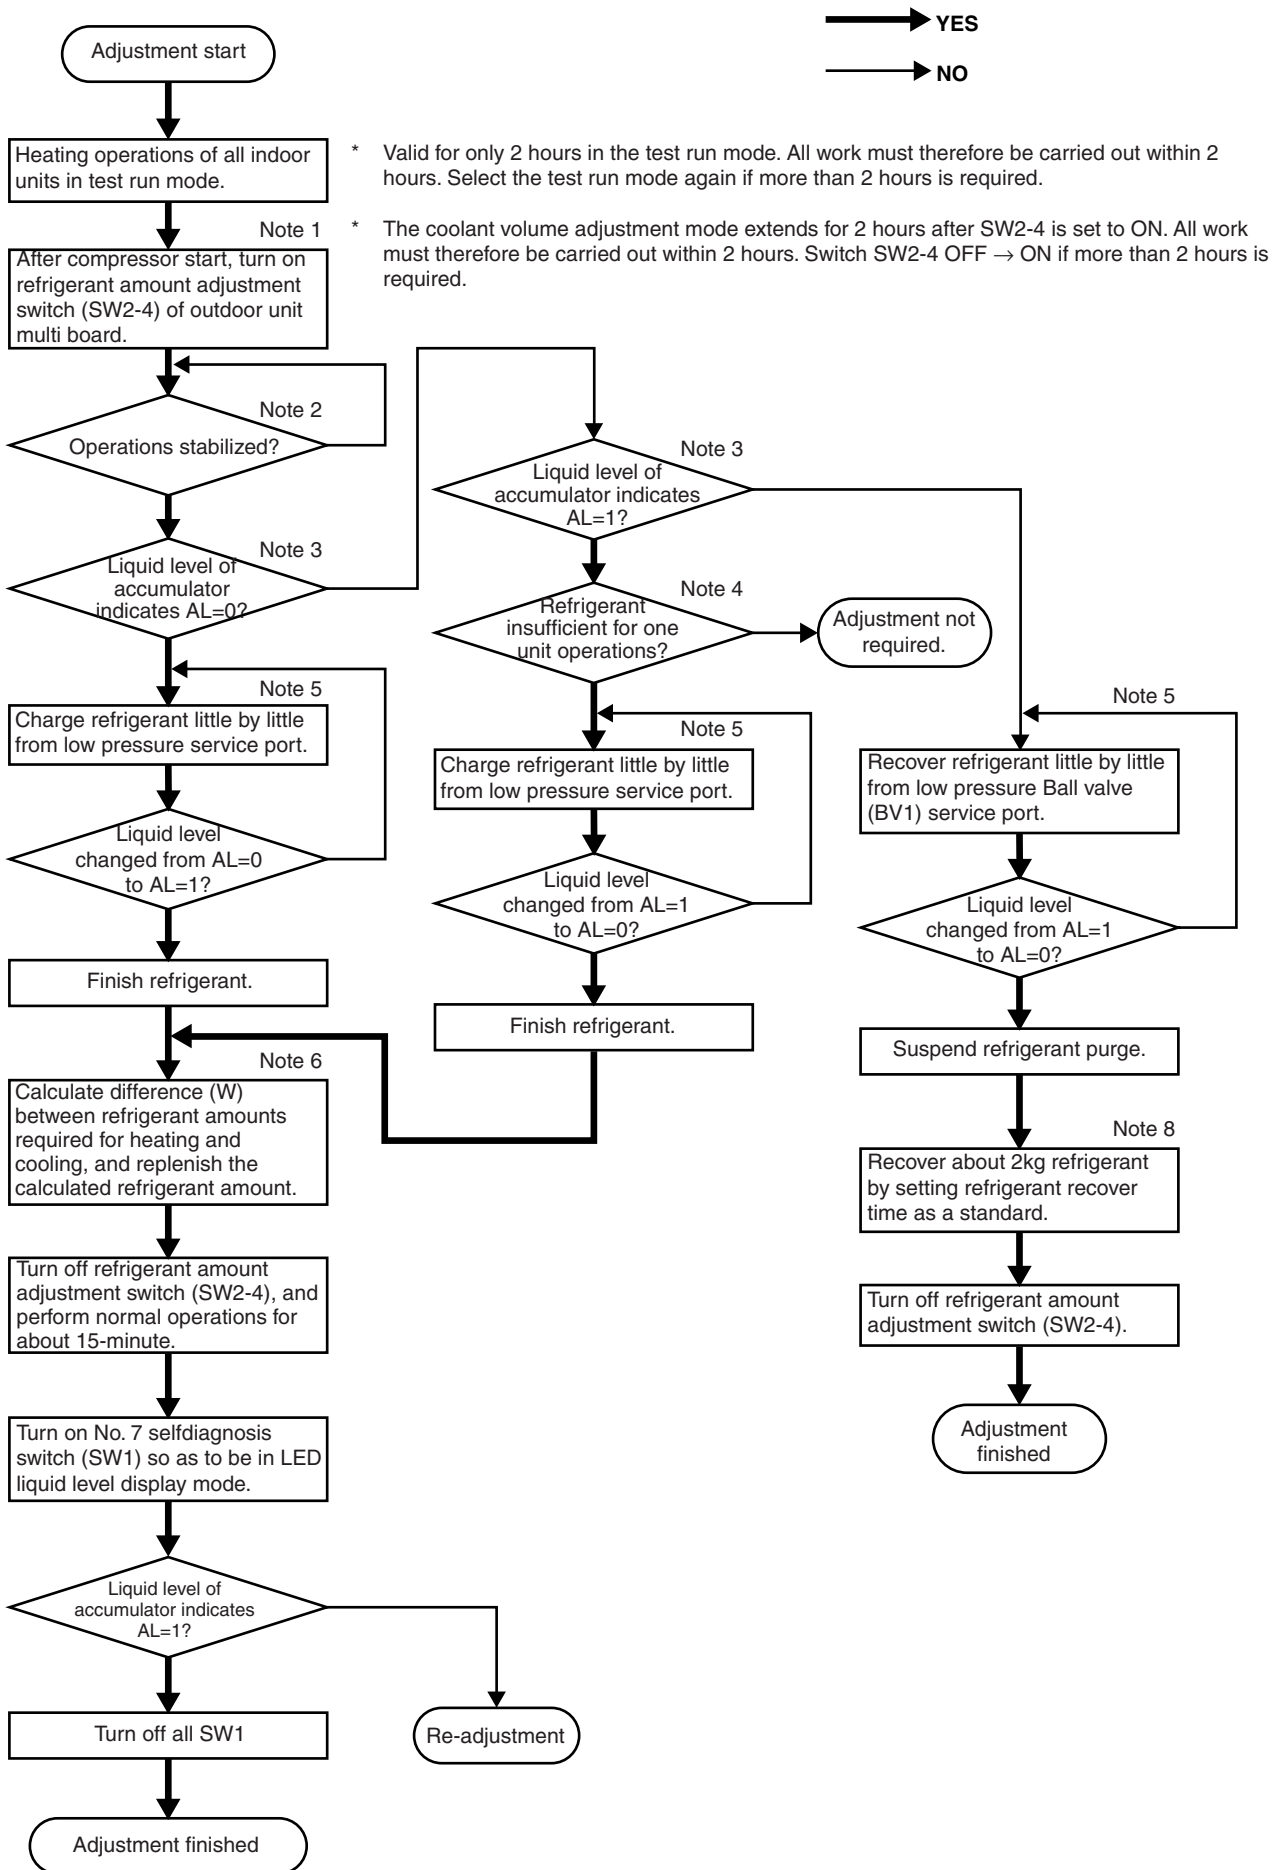 YES
NO
Adjustment start
Heating operations of all indoor
units in test run mode.
* Valid for only 2 hours in the test run mode. All work must therefore be carried out within 2
hours. Select the test run mode again if more than 2 hours is required.
Note 1
* The coolant volume adjustment mode extends for 2 hours after SW2-4 is set to ON. All work
must therefore be carried out within 2 hours. Switch SW2-4 OFF → ON if more than 2 hours is
required.
After compressor start, turn on
refrigerant amount adjustment
switch (SW2-4) of outdoor unit
multi board.
Note 2
Operations stabilized?
Note 3
Liquid level of
accumulator
indicates AL=0?
Note 5
Charge refrigerant little by little
from low pressure service port.
Liquid level
changed from AL=0
to AL=1?
Finish refrigerant.
Note 6
Calculate difference (W)
between refrigerant amounts
required for heating and
cooling, and replenish the
calculated refrigerant amount.
Turn off refrigerant amount
adjustment switch (SW2-4), and
perform normal operations for
about 15-minute.
Turn on No. 7 selfdiagnosis
switch (SW1) so as to be in LED
liquid level display mode.
Liquid level of
accumulator indicates
AL=1?
Turn off all SW1
Adjustment finished
Re-adjustment
Note 3
Liquid level of
accumulator indicates
AL=1?
Note 4
Refrigerant
insufficient for one
unit operations?
Adjustment not
required.
Note 5
Charge refrigerant little by little
from low pressure service port.
Liquid level
changed from AL=1
to AL=0?
Finish refrigerant.
Note 5
Recover refrigerant little by little
from low pressure Ball valve
(BV1) service port.
Liquid level
changed from AL=1
to AL=0?
Suspend refrigerant purge.
Note 8
Recover about 2kg refrigerant
by setting refrigerant recover
time as a standard.
Turn off refrigerant amount
adjustment switch (SW2-4).
Adjustment
finished